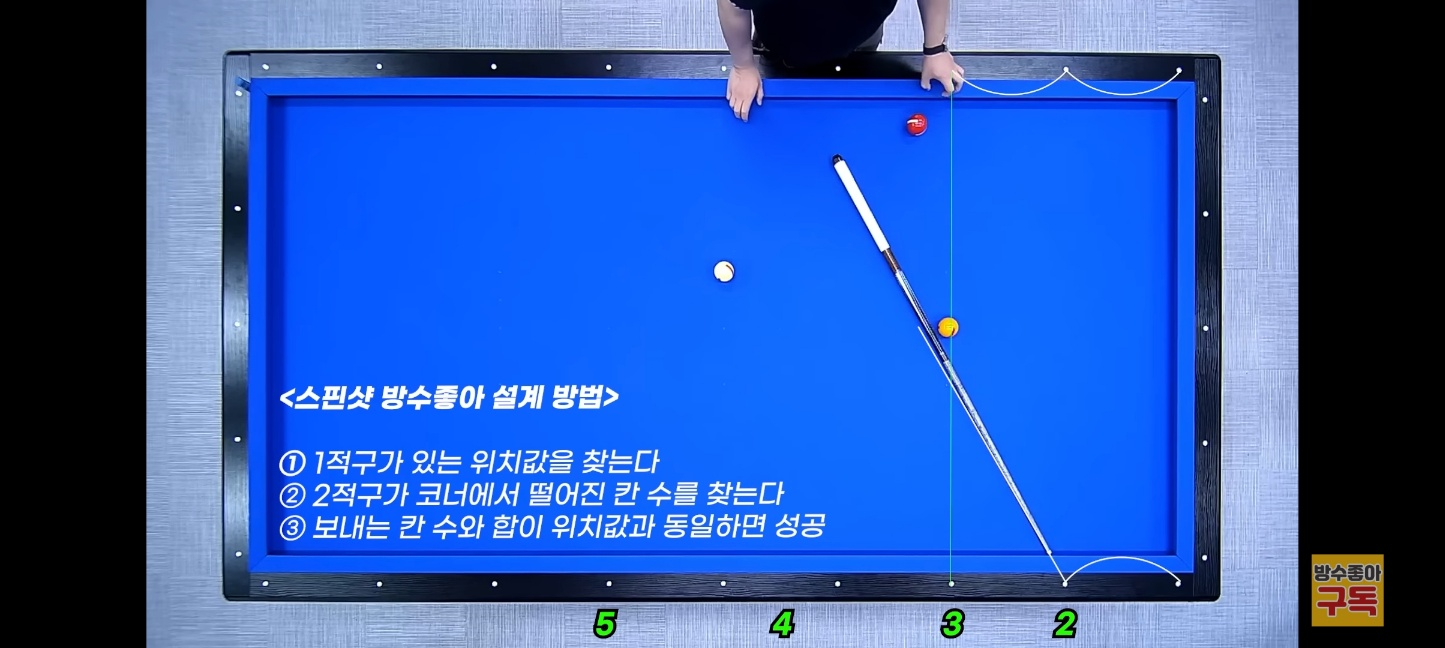 <스핀샷 방수좋아 설계 방법>
① 1적구가 있는 위치값을 찾는다
② 2적구가 코너에서 떨어진 칸 수를 찾는다
③ 보내는 칸 수와 합이 위치값과 동일하면 성공
5 4 3 2
방수좋아
구독